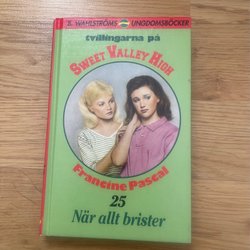 B. WAHLSTRÖMS UNGDOMSBÖCKER
tvillingarna på
SWEET VALLEY HIGH
Francine Pascal
25
När allt brister